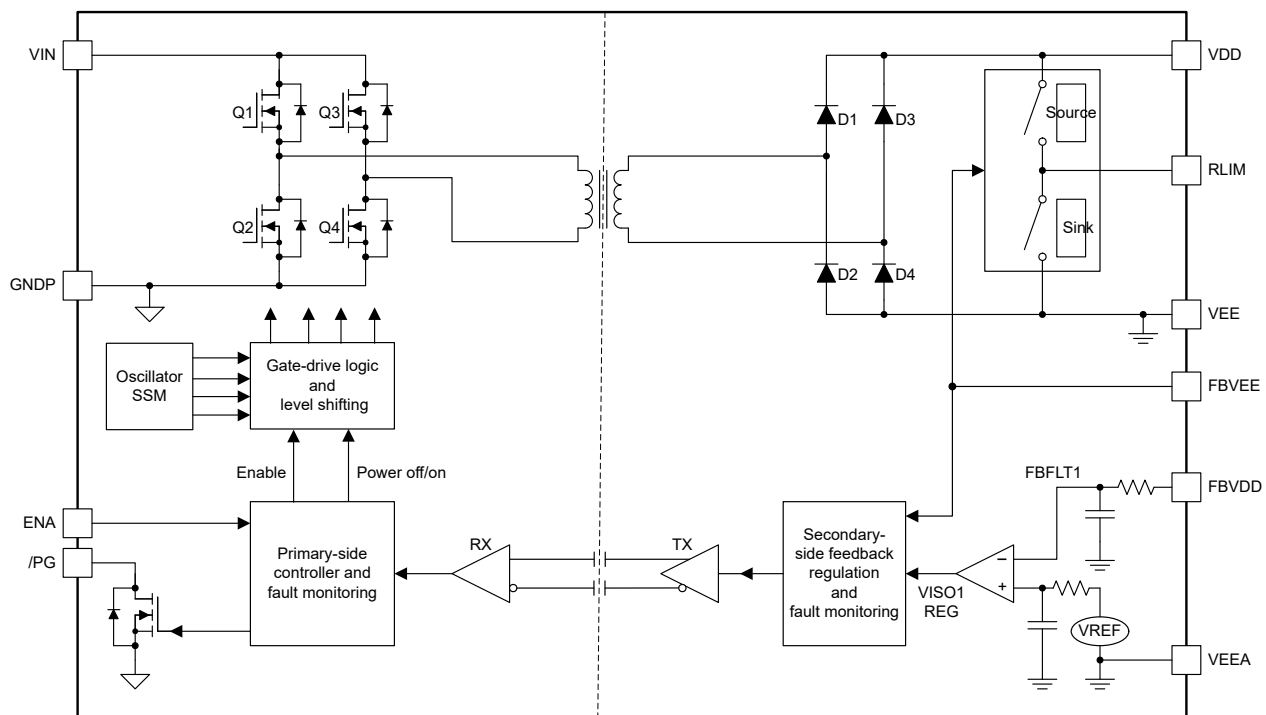 VIN
VDD
Q1
Q3
D1
D3
Source
RLIM
Q2
Q4
Sink
D2
D4
GNDP
VEE
Oscillator
SSM
Gate-drive logic
and
level shifting
FBVEE
Enable
Power off/on
FBFLT1
FBVDD
ENA
/PG
Primary-side
controller and
fault monitoring
RX
TX
Secondary-
side feedback
regulation
and
fault monitoring
VISO1
REG
–
+
VREF
VEEA